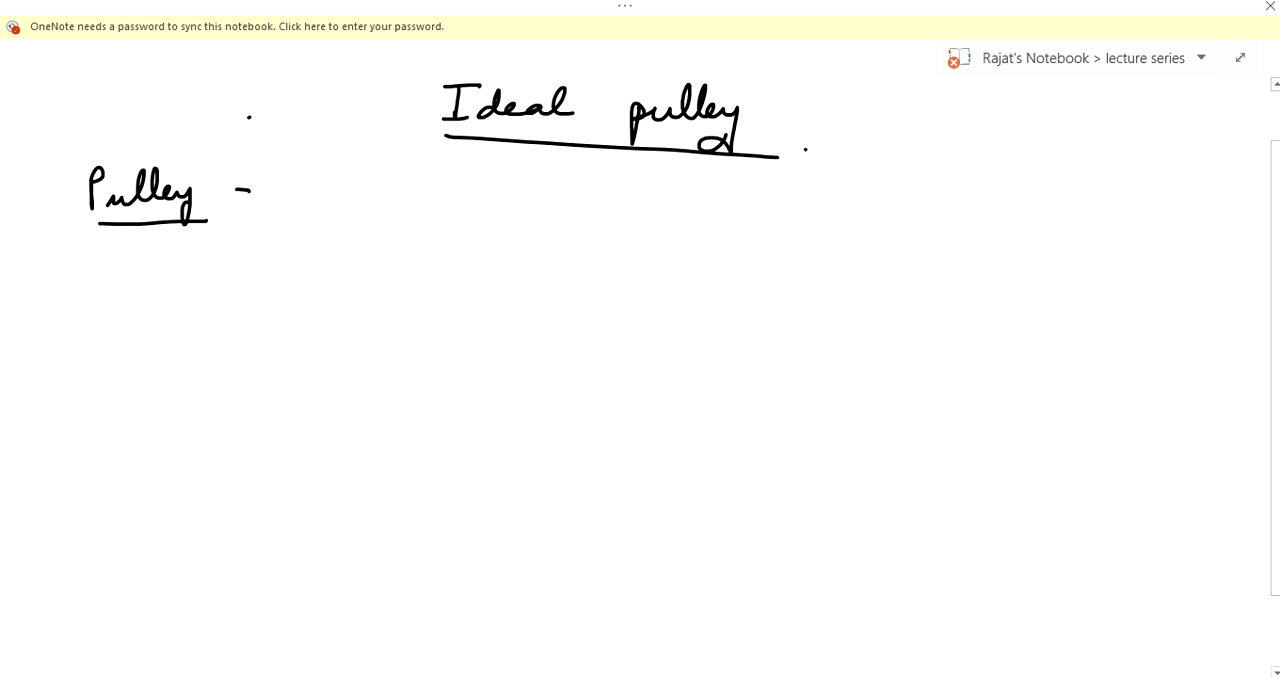 OneNote needs a password to sync this notebook. Click here to enter your password.
Rajat's Notebook > lecture series
Ideal pulley
Pulley -